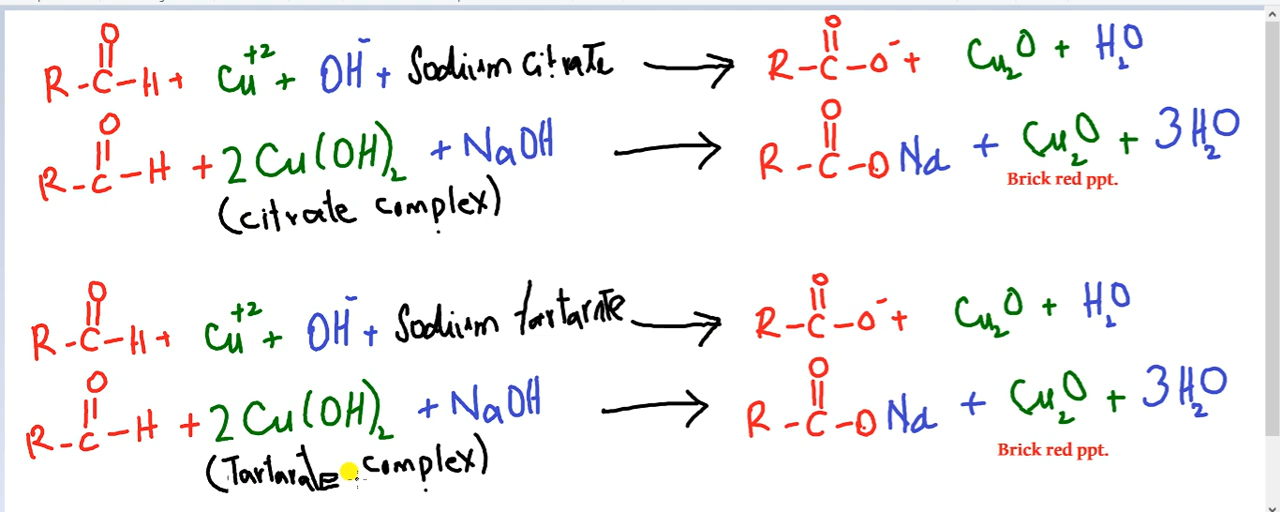 R-C(=O)-H + Cu+2 + OH- + Sodium citrate → R-C(=O)-O- + Cu2O + H2O
R-C(=O)-H + 2Cu(OH)2 + NaOH → R-C(=O)-ONa + Cu2O + 3H2O
Brick red ppt.
(citrate complex)
R-C(=O)-H + Cu+2 + OH- + Sodium tartarate → R-C(=O)-O- + Cu2O + H2O
R-C(=O)-H + 2Cu(OH)2 + NaOH → R-C(=O)-ONa + Cu2O + 3H2O
Brick red ppt.
(Tartarate complex)